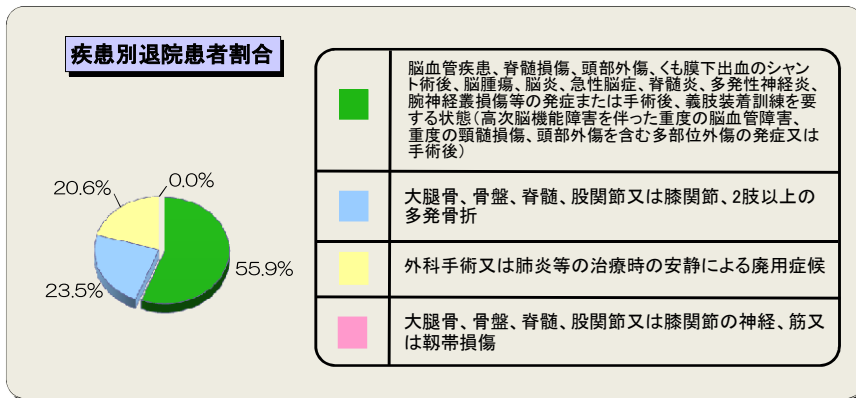 疾患別退院患者割合
脳血管疾患、脊髄損傷、頭部外傷、くも膜下出血のシャン
ト術後、脳腫瘍、脳炎、急性脳症、脊髄炎、多発性神経炎、
腕神経叢損傷等の発症または手術後、義肢装着訓練を要
する状態(高次脳機能障害を伴った重度の脳血管障害、
重度の頸髄損傷、頭部外傷を含む多部位外傷の発症又は
手術後)
大腿骨、骨盤、脊髄、股関節又は膝関節、2肢以上の
多発骨折
外科手術又は肺炎等の治療時の安静による廃用症候
大腿骨、骨盤、脊髄、股関節又は膝関節の神経、筋又
は靱帯損傷
20.6%
0.0%
55.9%
23.5%